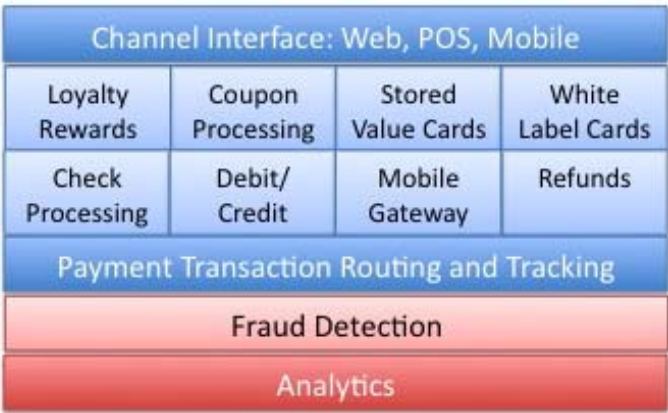 Channel Interface: Web, POS, Mobile
Loyalty
Rewards
Coupon
Processing
Stored
Value Cards
White
Label Cards
Check
Processing
Debit/
Credit
Mobile
Gateway
Refunds
Payment Transaction Routing and Tracking
Fraud Detection
Analytics